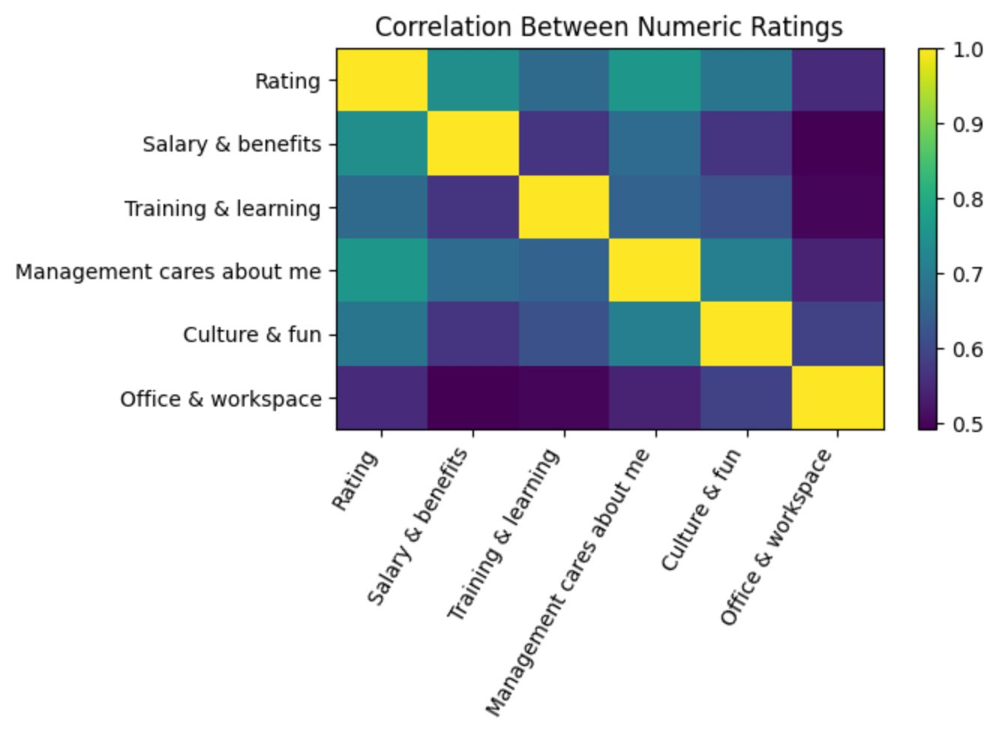 Correlation Between Numeric Ratings
Rating
Salary & benefits
Training & learning
Management cares about me
Culture & fun
Office & workspace
Rating
Salary & benefits
Training & learning
Management cares about me
Culture & fun
Office & workspace
1.0
0.9
0.8
0.7
0.6
0.5